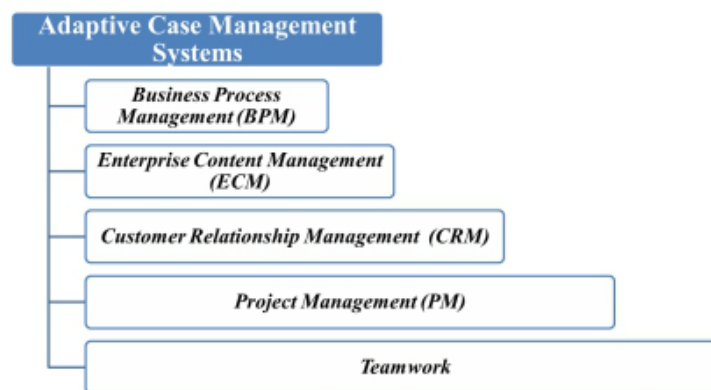 Adaptive Case Management
Systems
Business Process
Management (BPM)
Enterprise Content Management
(ECM)
Customer Relationship Management (CRM)
Project Management (PM)
Teamwork